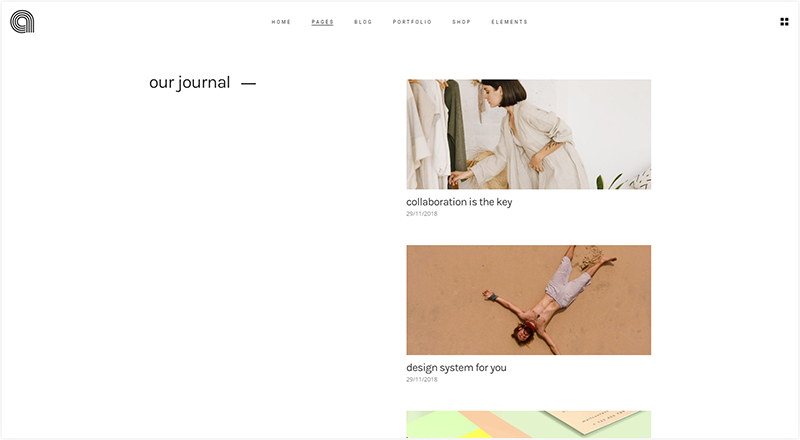 HOME PAGES BLOG PORTFOLIO SHOP ELEMENTS
our journal —
collaboration is the key
29/11/2018
design system for you
29/11/2018